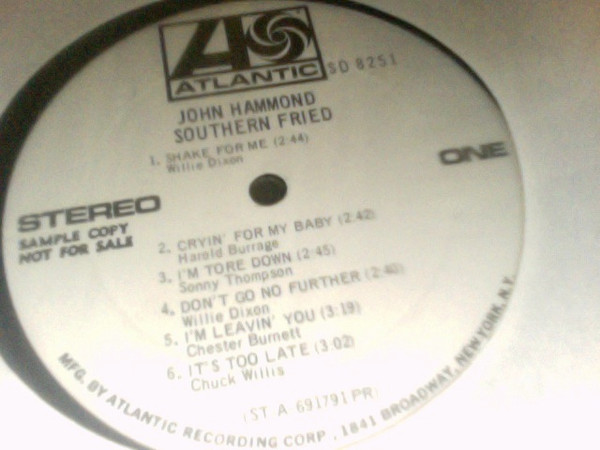 ATLANTIC
SD 8251
JOHN HAMMOND
SOUTHERN FRIED
1. SHAKE FOR ME (2:44)
Willie Dixon
ONE
STEREO
SAMPLE COPY
NOT FOR SALE
2. CRYIN' FOR MY BABY (2:42)
Harold Burrage
3. I'M TORE DOWN (2:45)
Sonny Thompson
4. DON'T GO NO FURTHER (2:40)
Willie Dixon
5. I'M LEAVIN' YOU (3:19)
Chester Burnett
6. IT'S TOO LATE (3:02)
Chuck Willis
(ST A 691791 PR)
MFG. BY ATLANTIC RECORDING CORP., 1841 BROADWAY, NEW YORK, N.Y.